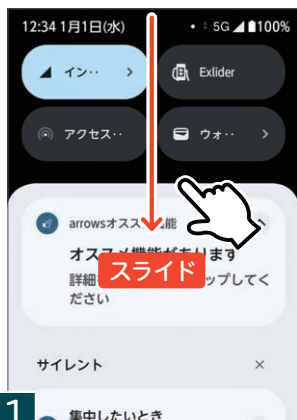 12:34 1月1日(水)
5G 100%
イン‥
Exlider
アクセス‥
ウォ‥
arrowsオスス 能
オススメ機能があります
詳細 ップしてく
ださい
スライド
サイレント
1
集中したいとき